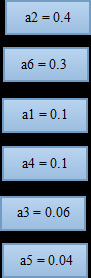 a2 = 0.4
a6 = 0.3
a1 = 0.1
a4 = 0.1
a3 = 0.06
a5 = 0.04